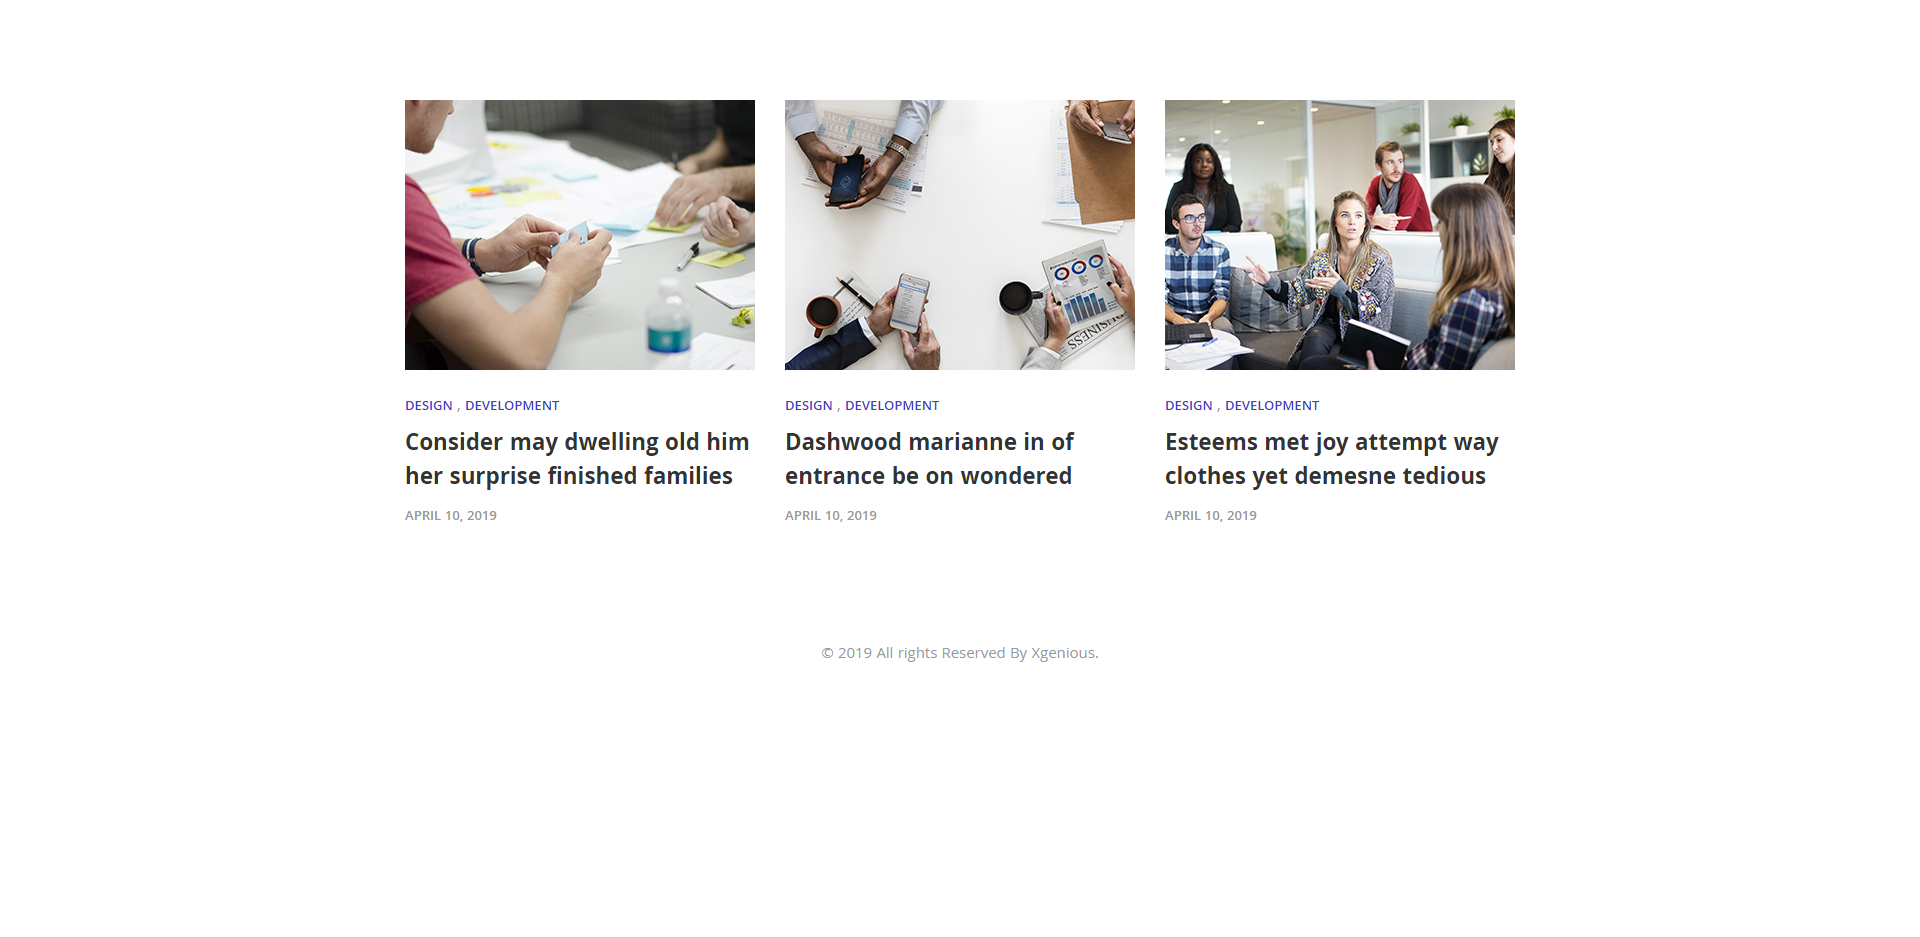 BUSINESS
DESIGN , DEVELOPMENT
Consider may dwelling old him
her surprise finished families
APRIL 10, 2019
DESIGN , DEVELOPMENT
Dashwood marianne in of
entrance be on wondered
APRIL 10, 2019
DESIGN , DEVELOPMENT
Esteems met joy attempt way
clothes yet demesne tedious
APRIL 10, 2019
© 2019 All rights Reserved By Xgenious.